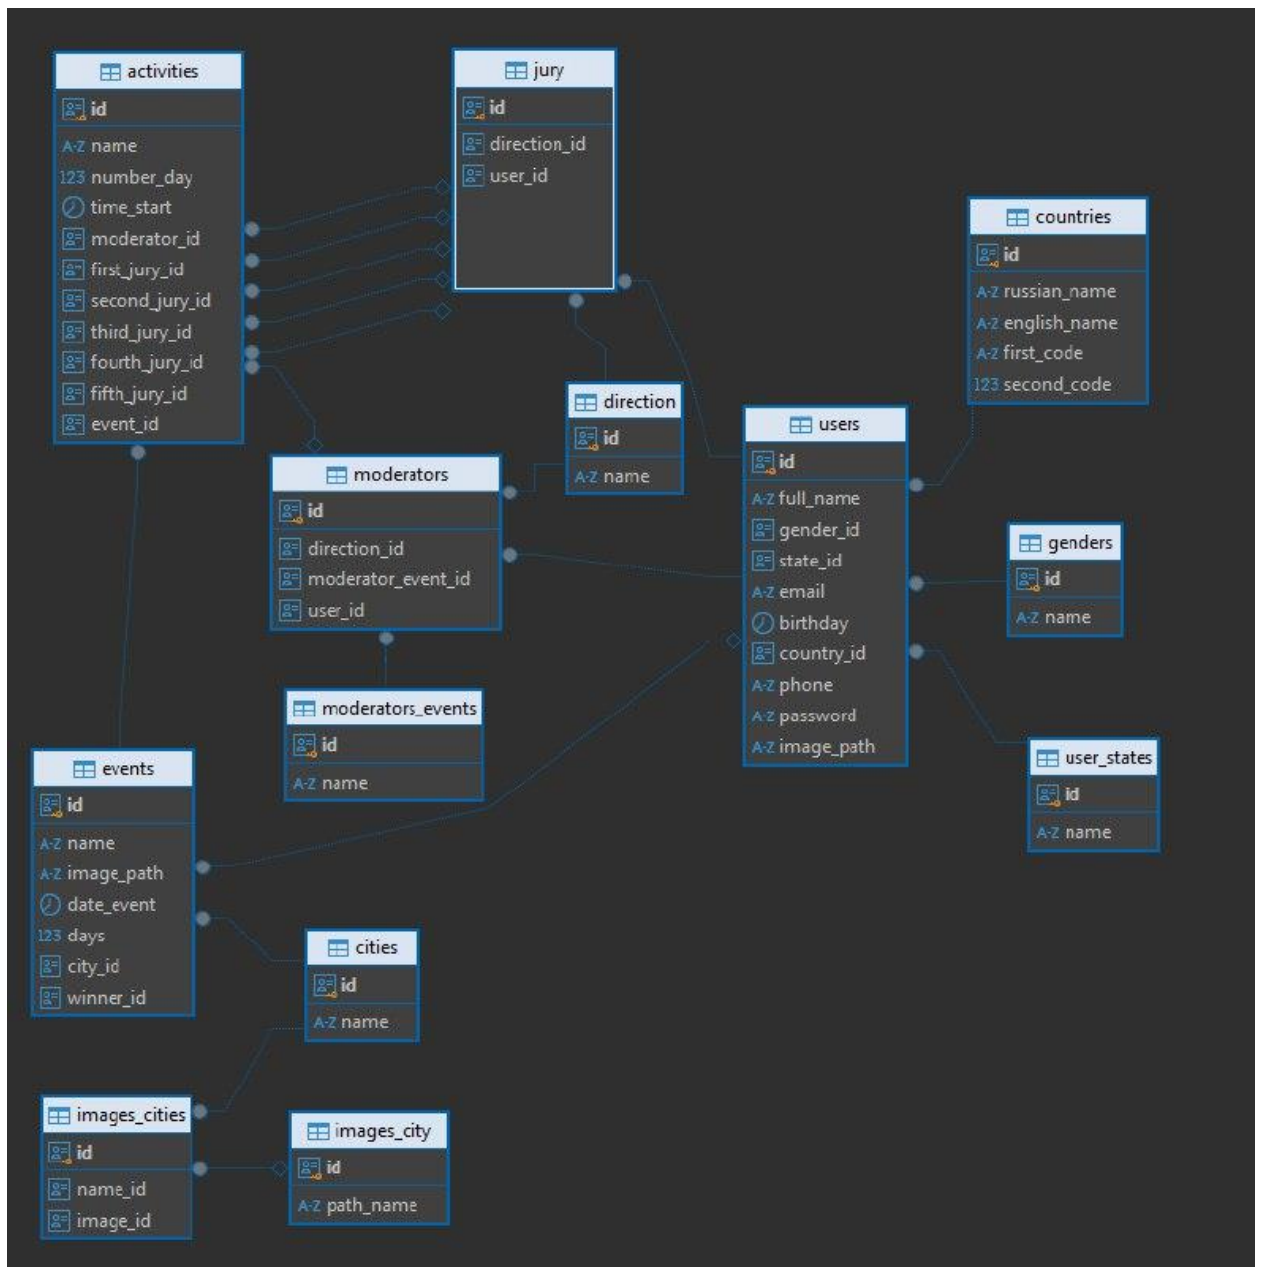 activities
id
A-Z name
123 number_day
time_start
moderator_id
first_jury_id
second_jury_id
third_jury_id
fourth_jury_id
fifth_jury_id
event_id
jury
id
direction_id
user_id
countries
id
A-Z russian_name
A-Z english_name
A-Z first_code
123 second_code
direction
id
A-Z name
users
id
A-Z full_name
gender_id
state_id
A-Z email
birthday
country_id
A-Z phone
A-Z password
A-Z image_path
moderators
id
direction_id
moderator_event_id
user_id
genders
id
A-Z name
moderators_events
id
A-Z name
user_states
id
A-Z name
events
id
A-Z name
A-Z image_path
date_event
123 days
city_id
winner_id
cities
id
A-Z name
images_cities
id
name_id
image_id
images_city
id
A-Z path_name